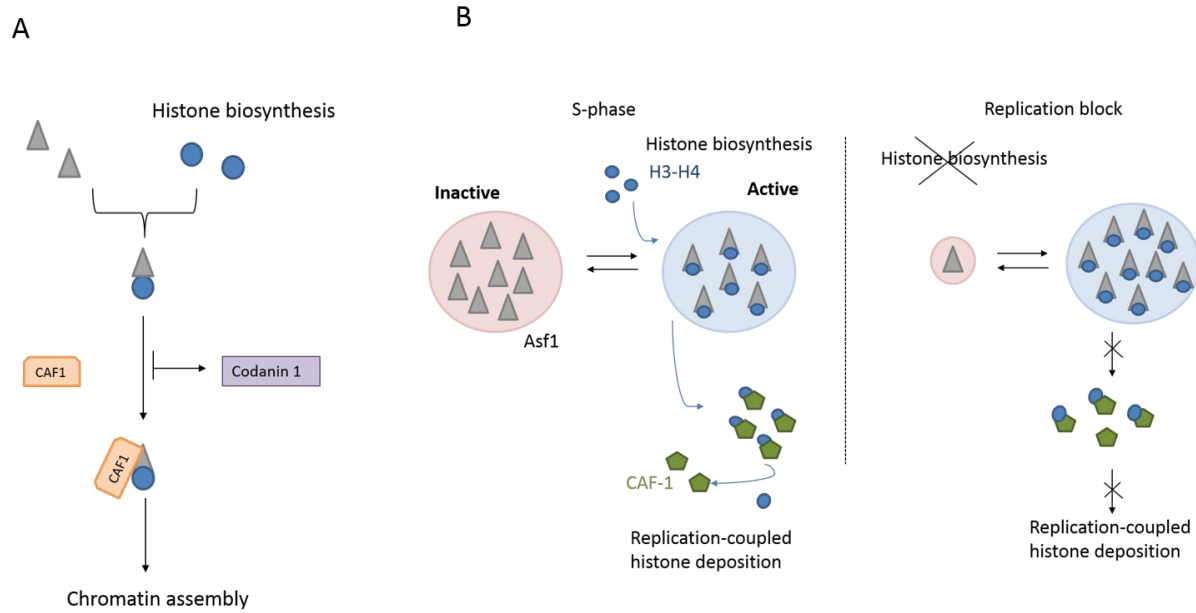 A
Histone biosynthesis
CAF1
Codanin 1
CAF1
Chromatin assembly
B
S-phase
Histone biosynthesis
H3-H4
Inactive
Active
Asf1
CAF-1
Replication-coupled
histone deposition
Replication block
Histone biosynthesis
Replication-coupled
histone deposition